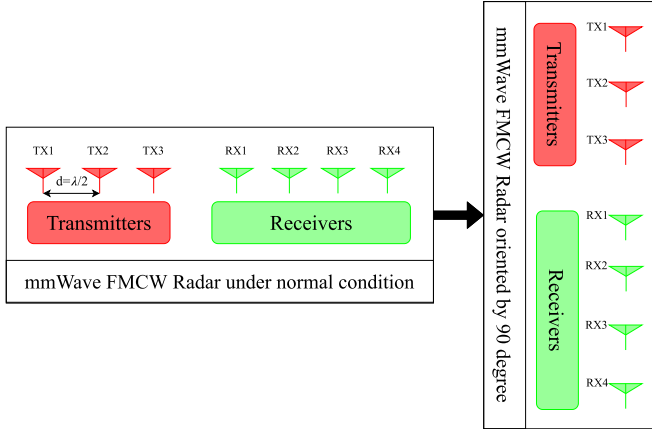 TX1 TX2 TX3 RX1 RX2 RX3 RX4
d=λ/2
Transmitters Receivers
mmWave FMCW Radar under normal condition
mmWave FMCW Radar oriented by 90 degree
Transmitters
TX1
TX2
TX3
Receivers
RX1
RX2
RX3
RX4